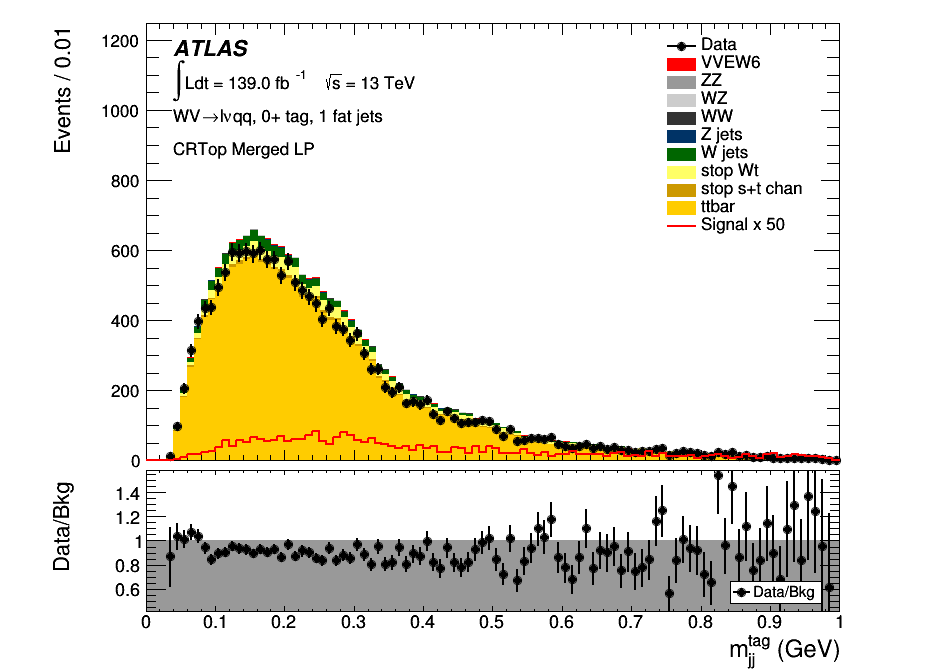 ATLAS
∫Ldt = 139.0 fb⁻¹ √s = 13 TeV
WV→lνqq, 0+ tag, 1 fat jets
CRTop Merged LP
Data
VVEW6
ZZ
WZ
WW
Z jets
W jets
stop Wt
stop s+t chan
ttbar
Signal x 50
Events / 0.01
1200
1000
800
600
400
200
0
Data/Bkg
1.4
1.2
1
0.8
0.6
Data/Bkg
0 0.1 0.2 0.3 0.4 0.5 0.6 0.7 0.8 0.9 1
m_jj^tag (GeV)